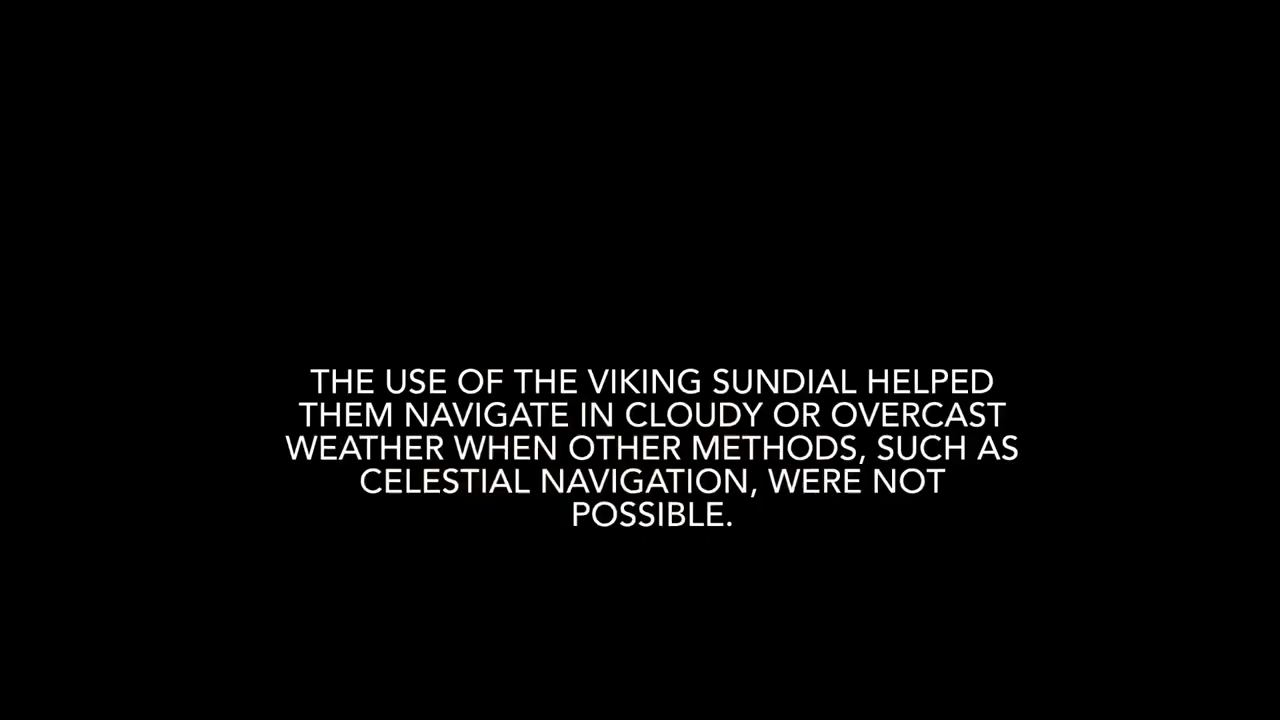 THE USE OF THE VIKING SUNDIAL HELPED
THEM NAVIGATE IN CLOUDY OR OVERCAST
WEATHER WHEN OTHER METHODS, SUCH AS
CELESTIAL NAVIGATION, WERE NOT
POSSIBLE.